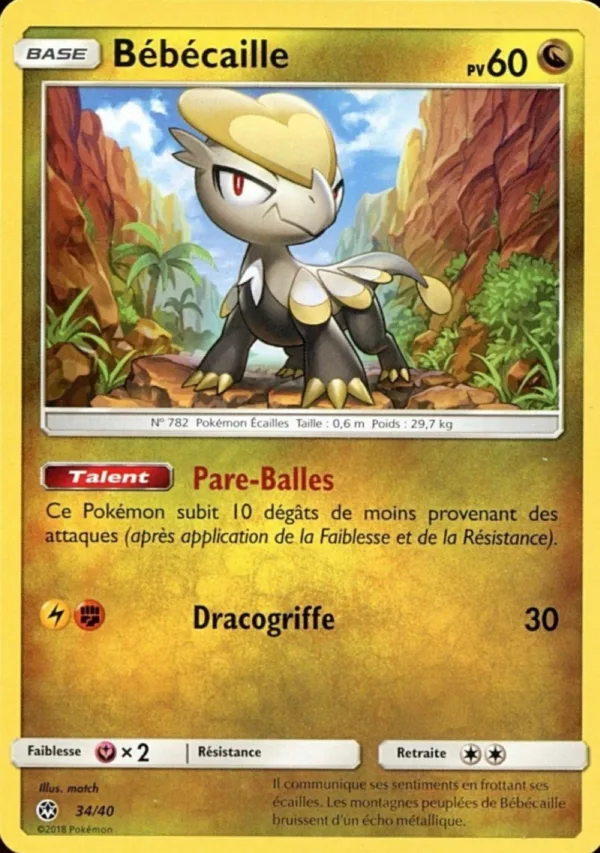 BASE Bébécaille PV60
N° 782 Pokémon Écailles Taille : 0,6 m Poids : 29,7 kg
Talent Pare-Balles
Ce Pokémon subit 10 dégâts de moins provenant des
attaques (après application de la Faiblesse et de la Résistance).
Dracogriffe 30
Faiblesse ×2 Résistance Retraite
Illus. match
34/40
©2018 Pokémon
Il communique ses sentiments en frottant ses
écailles. Les montagnes peuplées de Bébécaille
bruissent d'un écho métallique.